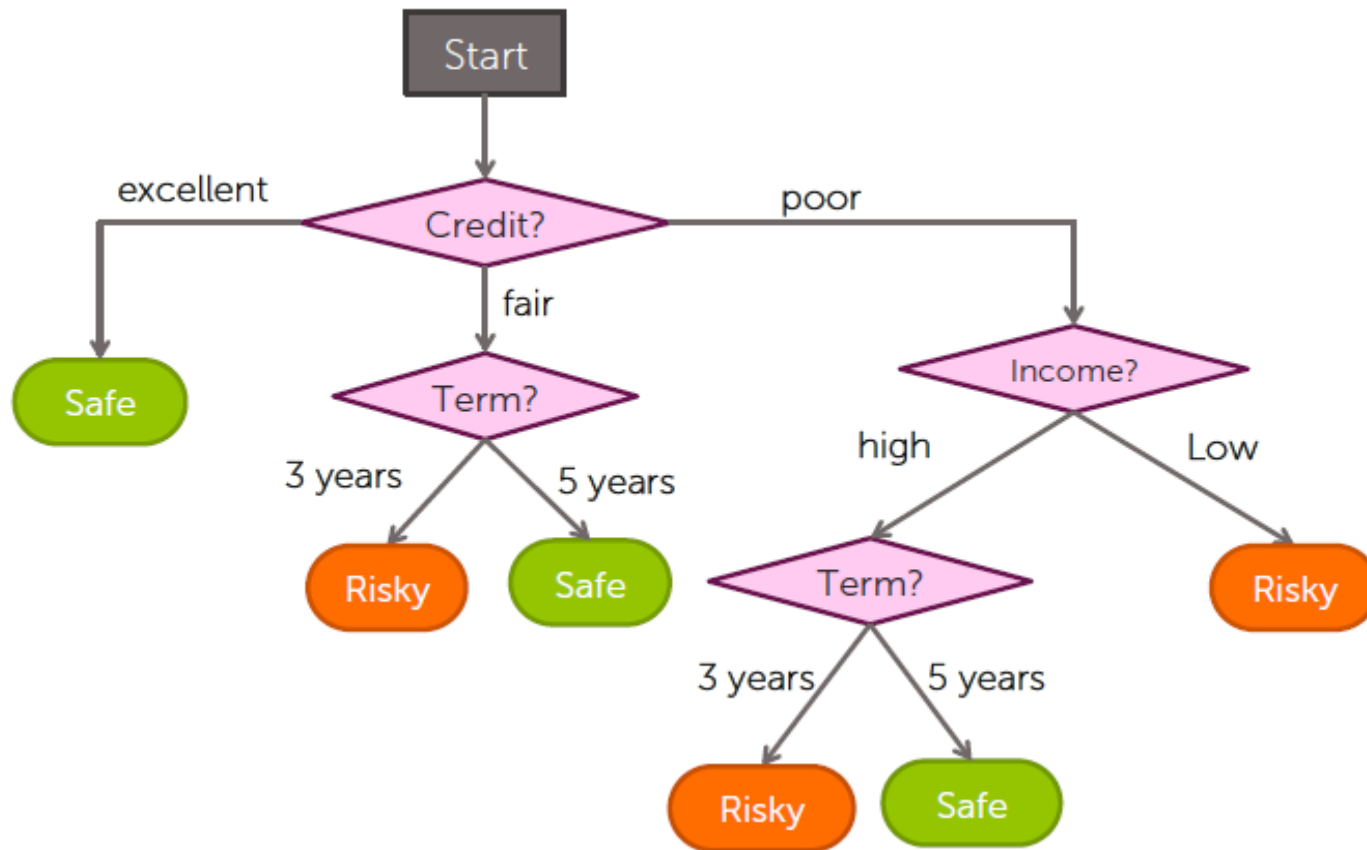 Start
excellent
Credit?
poor
fair
Safe
Term?
Income?
3 years
5 years
high
Low
Risky
Safe
Term?
Risky
3 years
5 years
Risky
Safe